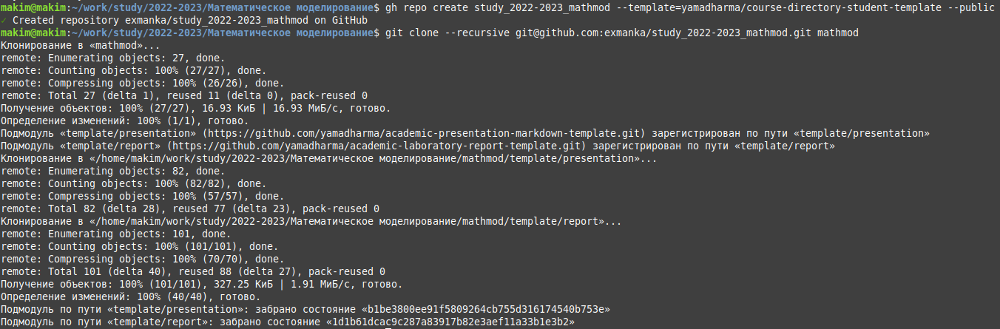 makim@makim:~/work/study/2022-2023/Математическое моделирование$ gh repo create study_2022-2023_mathmod --template=yamadharma/course-directory-student-template --public
✓ Created repository exmanka/study_2022-2023_mathmod on GitHub
makim@makim:~/work/study/2022-2023/Математическое моделирование$ git clone --recursive git@github.com:exmanka/study_2022-2023_mathmod.git mathmod
Клонирование в «mathmod»...
remote: Enumerating objects: 27, done.
remote: Counting objects: 100% (27/27), done.
remote: Compressing objects: 100% (26/26), done.
remote: Total 27 (delta 1), reused 11 (delta 0), pack-reused 0
Получение объектов: 100% (27/27), 16.93 КиБ | 16.93 МиБ/с, готово.
Определение изменений: 100% (1/1), готово.
Подмодуль «template/presentation» (https://github.com/yamadharma/academic-presentation-markdown-template.git) зарегистрирован по пути «template/presentation»
Подмодуль «template/report» (https://github.com/yamadharma/academic-laboratory-report-template.git) зарегистрирован по пути «template/report»
Клонирование в «/home/makim/work/study/2022-2023/Математическое моделирование/mathmod/template/presentation»...
remote: Enumerating objects: 82, done.
remote: Counting objects: 100% (82/82), done.
remote: Compressing objects: 100% (57/57), done.
remote: Total 82 (delta 28), reused 77 (delta 23), pack-reused 0
Клонирование в «/home/makim/work/study/2022-2023/Математическое моделирование/mathmod/template/report»...
remote: Enumerating objects: 101, done.
remote: Counting objects: 100% (101/101), done.
remote: Compressing objects: 100% (70/70), done.
remote: Total 101 (delta 40), reused 88 (delta 27), pack-reused 0
Получение объектов: 100% (101/101), 327.25 КиБ | 1.91 МиБ/с, готово.
Определение изменений: 100% (40/40), готово.
Подмодуль по пути «template/presentation»: забрано состояние «b1be3800ee91f5809264cb755d316174540b753e»
Подмодуль по пути «template/report»: забрано состояние «1d1b61dcac9c287a83917b82e3aef11a33b1e3b2»